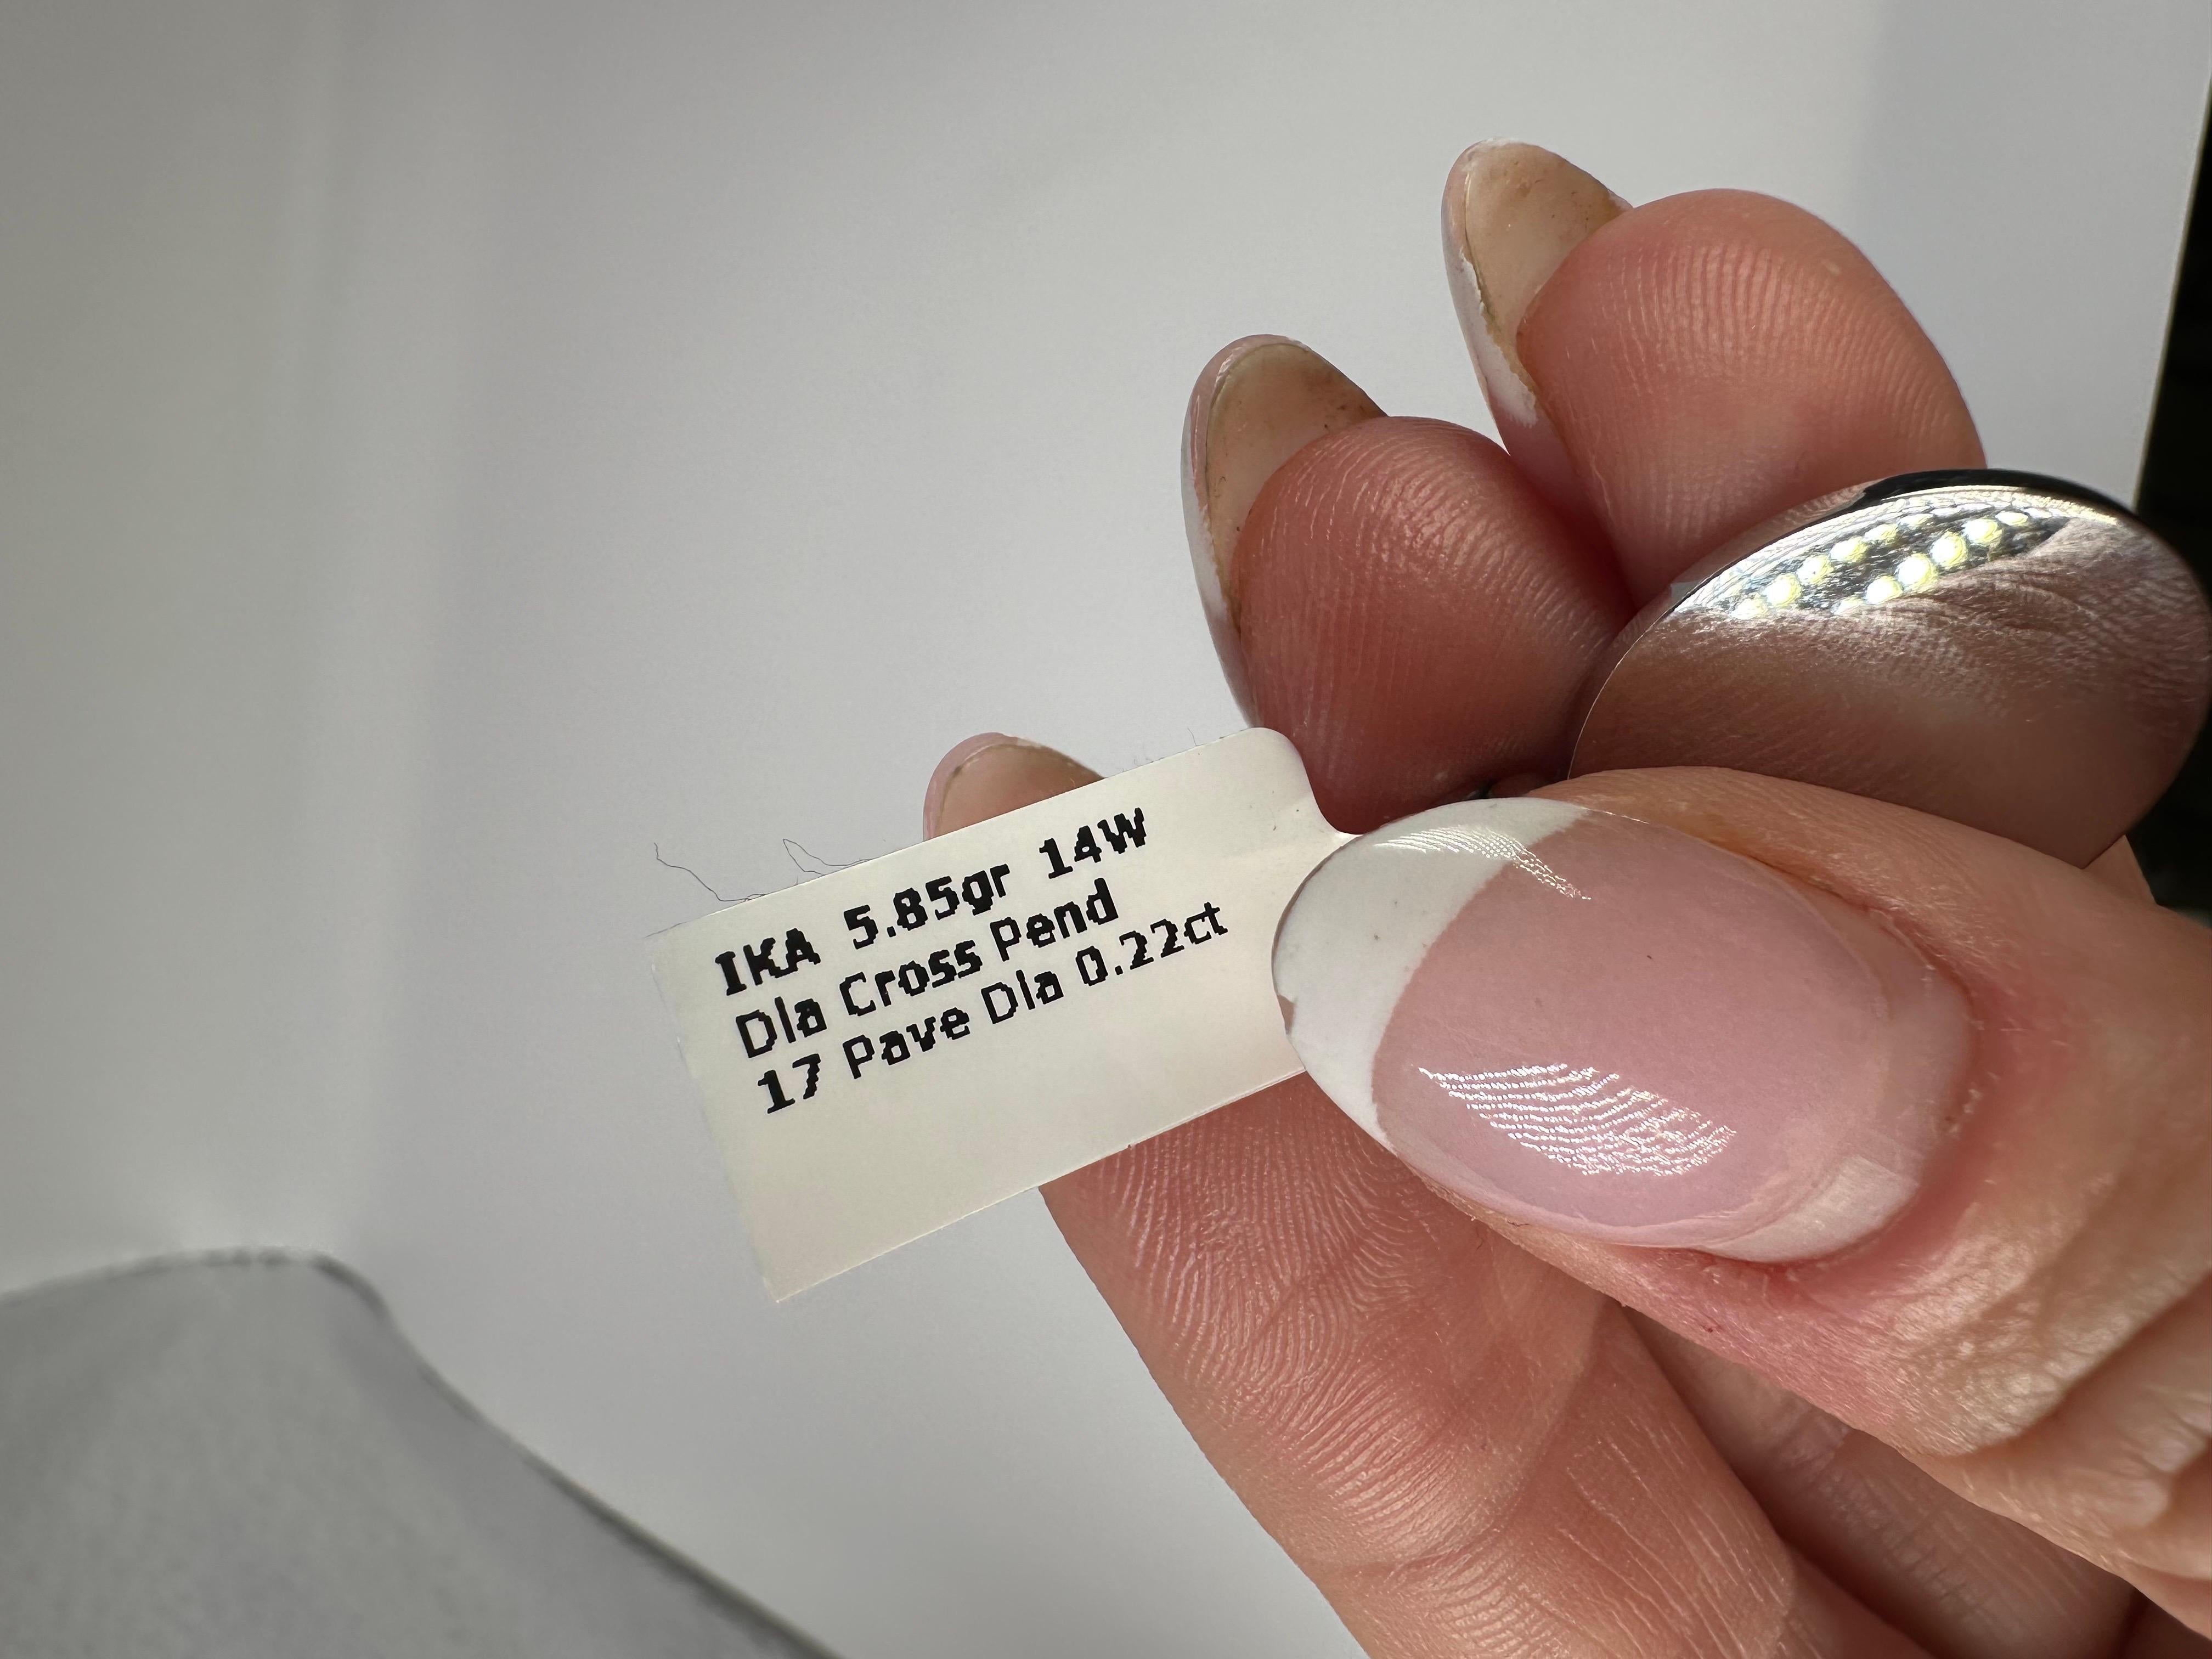 IKA 5.85gr 14W
Dia Cross Pend
17 Pave Dia 0.22ct